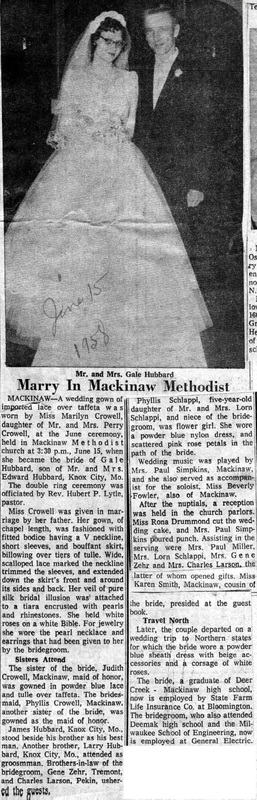 June 15
1958
Mr. and Mrs. Gale Hubbard
Marry In Mackinaw Methodist
MACKINAW—A wedding gown of
imported lace over taffeta was
worn by Miss Marilyn Crowell,
daughter of Mr. and Mrs. Perry
Crowell, at the June ceremony,
held in Mackinaw Methodist
church at 3:30 p.m., June 15, when
she became the bride of Gale
Hubbard, son of Mr. and Mrs.
Edward Hubbard, Knox City, Mo.
The double ring ceremony was
officiated by Rev. Hubert P. Lytle,
pastor.
Miss Crowell was given in mar-
riage by her father. Her gown, of
chapel length, was fashioned with
fitted bodice having a V neckline,
short sleeves, and bouffant skirt,
billowing over tiers of tulle. Wide,
scalloped lace marked the neckline
trimmed the sleeves, and extended
down the skirt's front and around
its sides and back. Her veil of pure
silk bridal illusion was attached
to a tiara encrusted with pearls
and rhinestones. She held white
roses on a white Bible. For jewelry
she wore the pearl necklace and
earrings that had been given to her
by the bridegroom.
Sisters Attend
The sister of the bride, Judith
Crowell, Mackinaw, maid of honor,
was gowned in powder blue lace
and tulle over taffeta. The brides-
maid, Phyllis Crowell, Mackinaw,
another sister of the bride, was
gowned as the maid of honor.
James Hubbard, Knox City, Mo.,
stood beside his brother as his best
man. Another brother, Larry Hub-
bard, Knox City, Mo., attended as
groomsman. Brothers-in-law of the
bridegroom, Gene Zehr, Tremont,
and Charles Larson, Pekin, usher-
ed the guests.
Phyllis Schlappi, five-year-old
daughter of Mr. and Mrs. Lorn
Schlappi, and niece of the bride-
groom, was flower girl. She wore
a powder blue nylon dress, and
scattered pink rose petals in the
path of the bride.
Wedding music was played by
Mrs. Paul Simpkins, Mackinaw,
and she also served as accompan-
ist for the soloist, Miss Beverly
Fowler, also of Mackinaw.
After the nuptials, a reception
was held in the church parlors.
Miss Rona Drummond cut the wed-
ding cake, and Mrs. Paul Simp-
kins poured punch. Assisting in the
serving were Mrs. Paul Miller,
Mrs. Lorn Schlappi, Mrs. Gene
Zehr and Mrs. Charles Larson, the
latter of whom opened gifts. Miss
Karen Smith, Mackinaw, cousin of
the bride, presided at the guest
book.
Travel North
Later, the couple departed on a
wedding trip to Northern states
for which the bride wore a powder
blue sheath dress with beige ac-
cessories and a corsage of white
roses.
The bride, a graduate of Deer
Creek - Mackinaw high school,
now is employed by State Farm
Life Insurance Co. at Bloomington.
The bridegroom, who also attended
Deemak high school and the Mil-
waukee School of Engineering, now
is employed at General Electric.